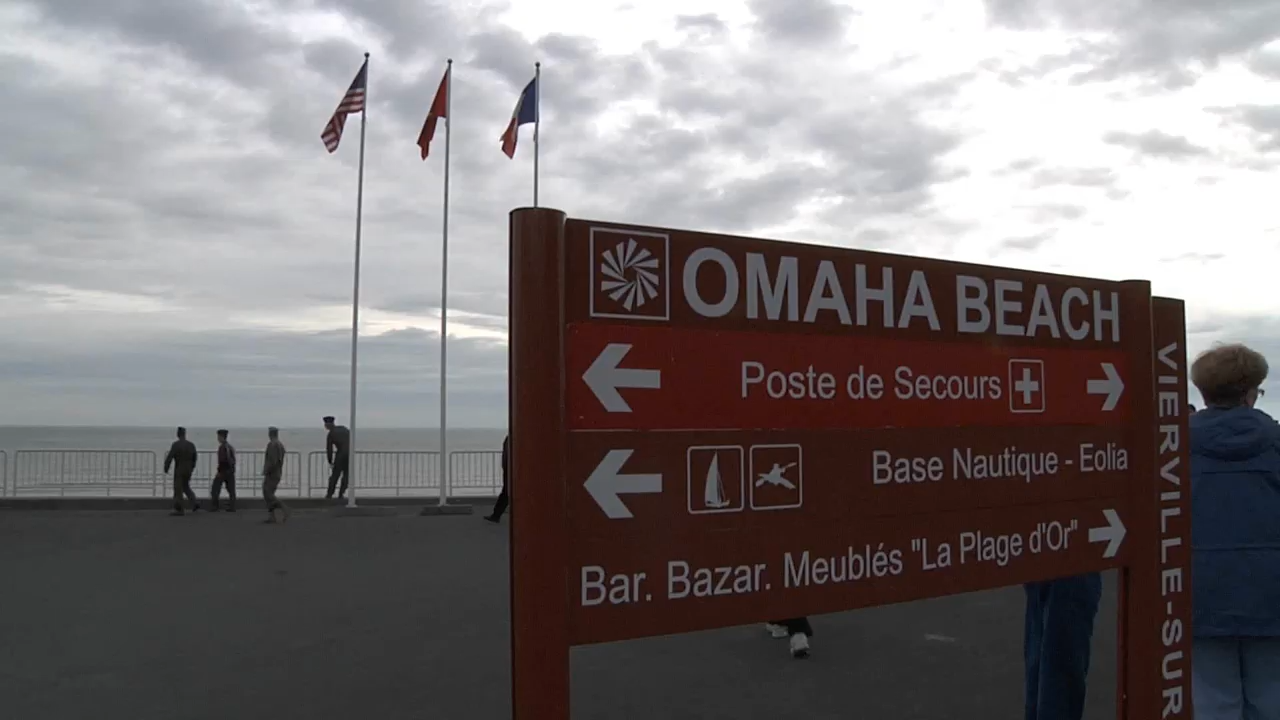 OMAHA BEACH
Poste de Secours
Base Nautique - Eolia
Bar. Bazar. Meublés "La Plage d'Or"
VIERVILLE-SUR